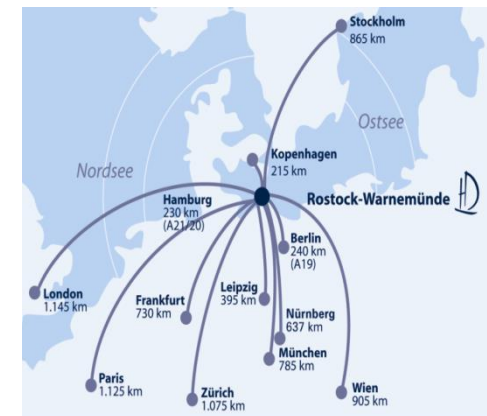 Stockholm
865 km
Ostsee
Nordsee
Kopenhagen
215 km
Rostock-Warnemünde HD
Hamburg
230 km
(A21/20)
Berlin
240 km
(A19)
London
1.145 km
Frankfurt
730 km
Leipzig
395 km
Nürnberg
637 km
München
785 km
Paris
1.125 km
Zürich
1.075 km
Wien
905 km